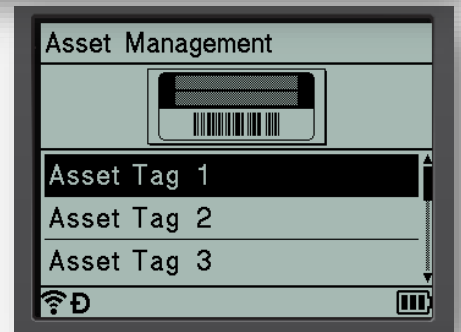 Asset Management
Asset Tag 1
Asset Tag 2
Asset Tag 3
Đ